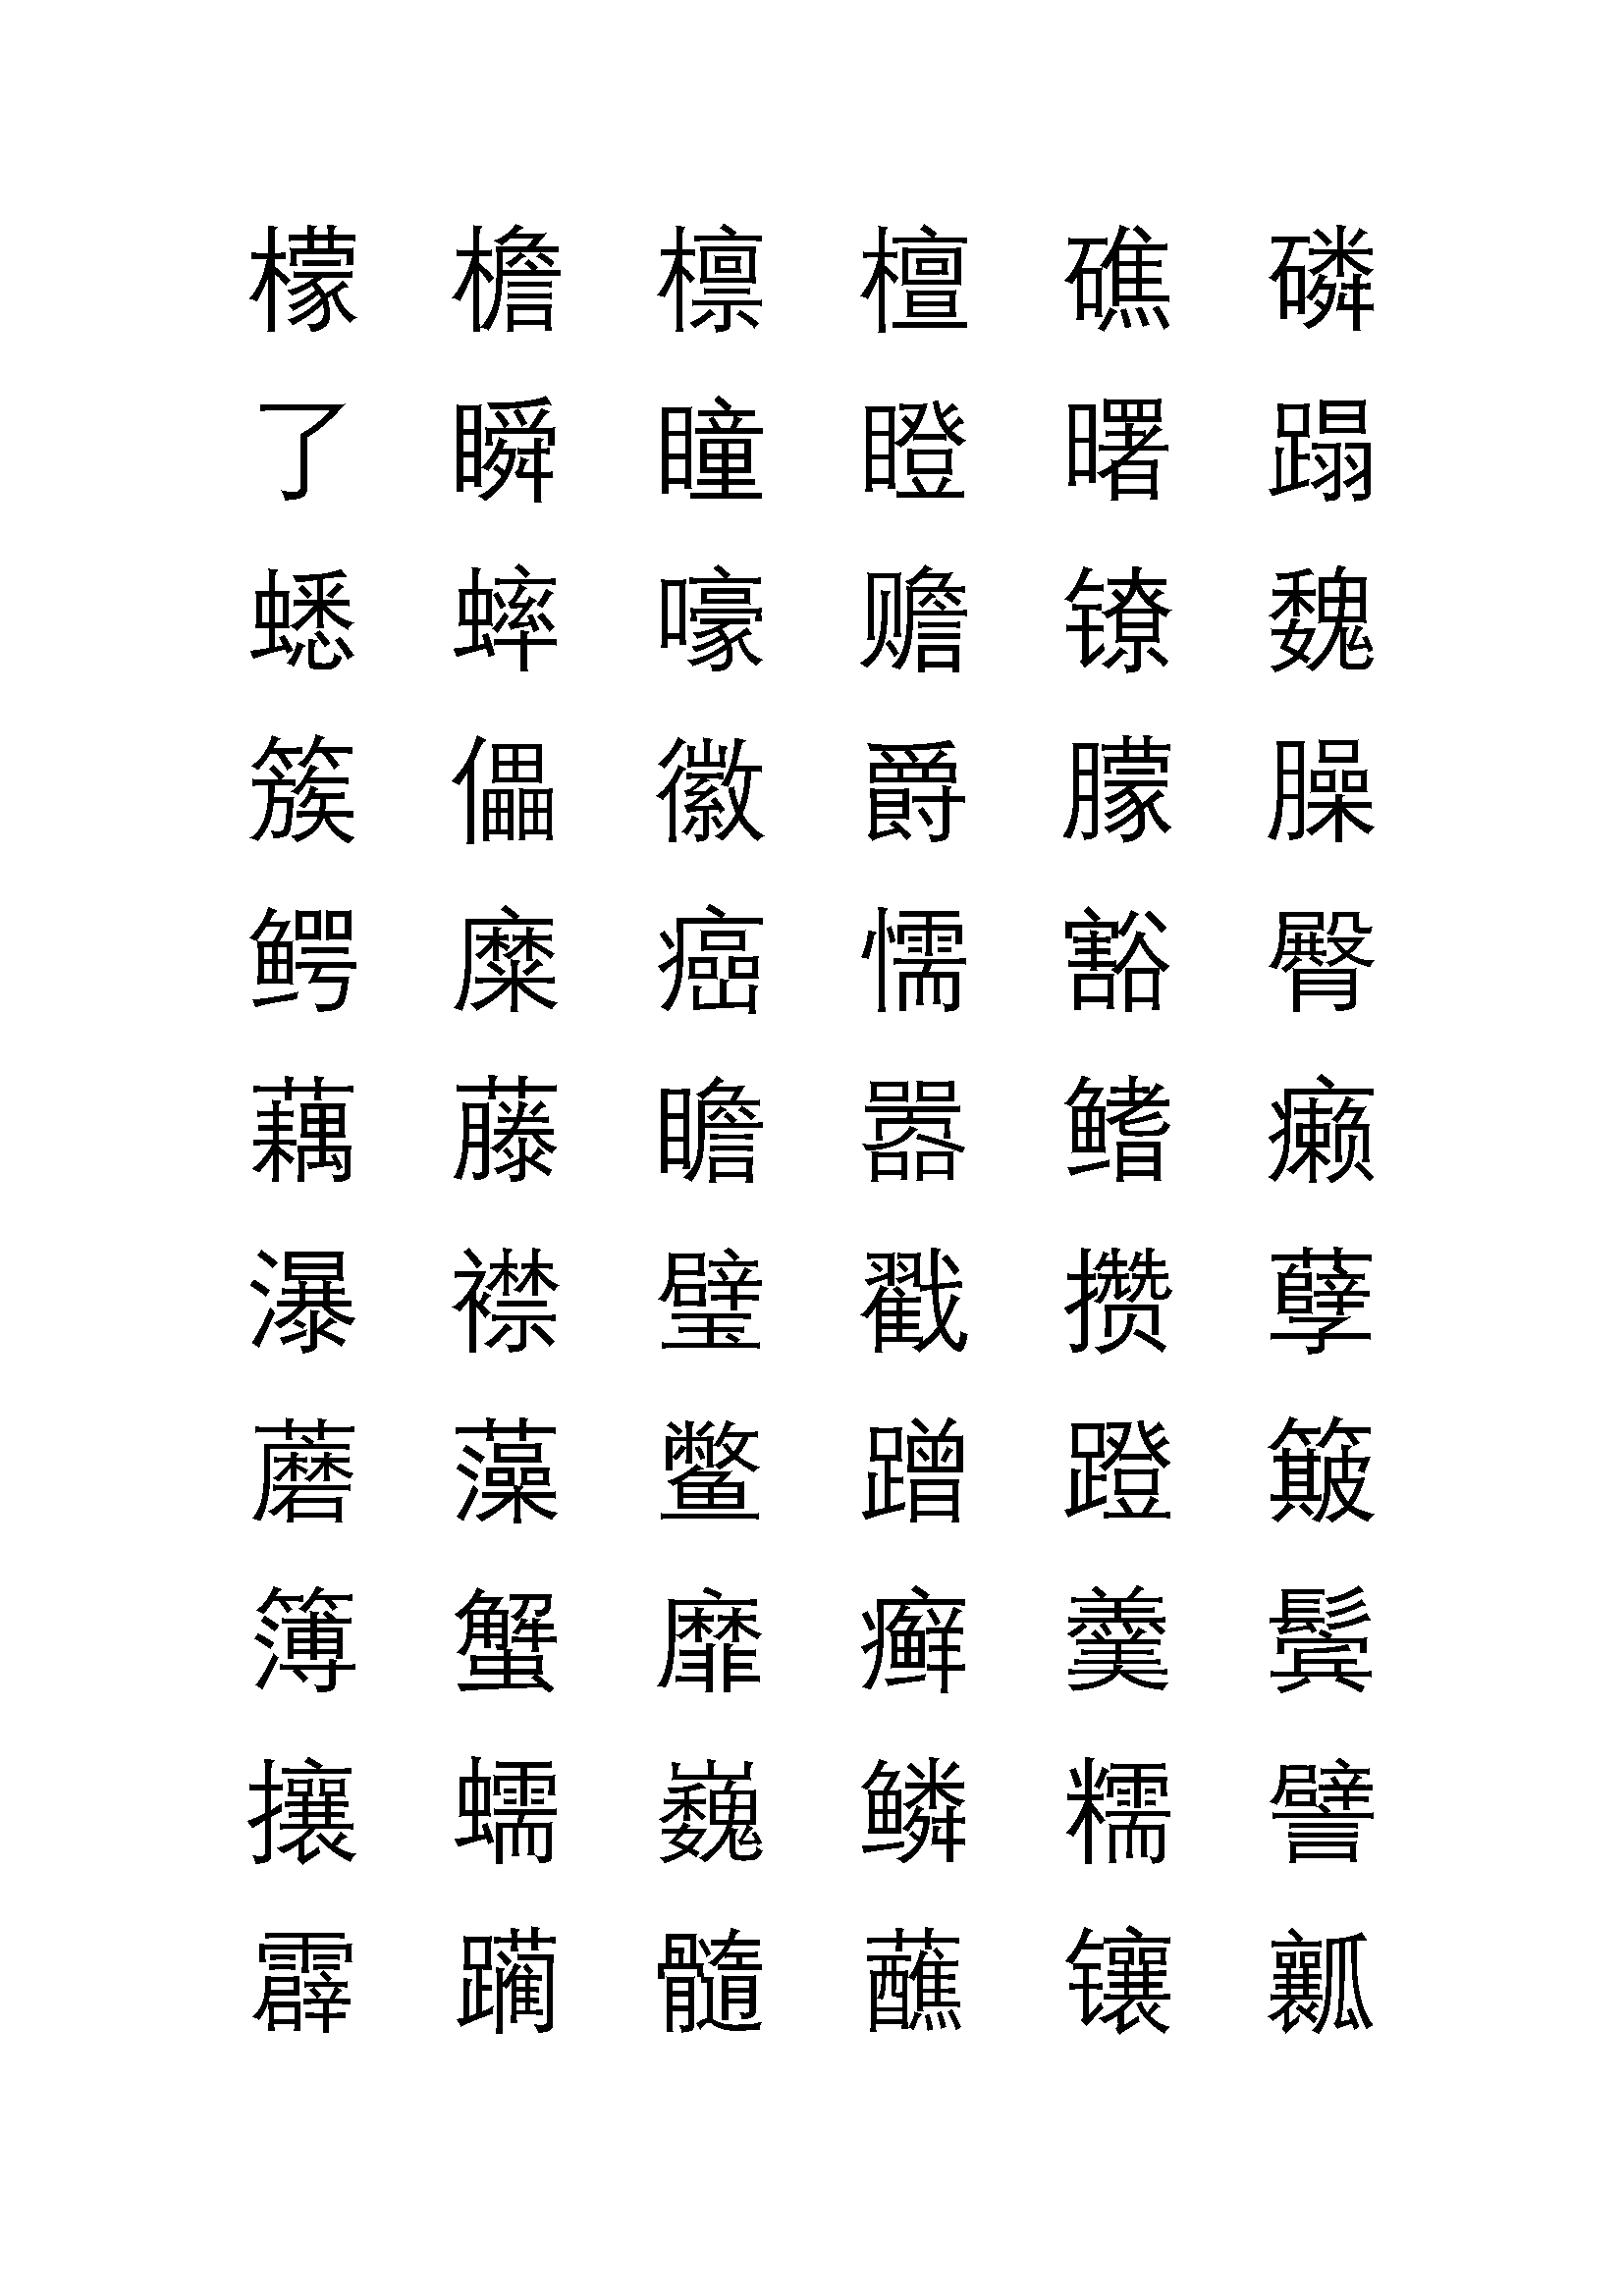 檬 檐 檩 檀 礁 磷
了 瞬 瞳 瞪 曙 蹋
蟋 蟀 嚎 赡 镣 魏
簇 儡 徽 爵 朦 臊
鳄 糜 癌 懦 豁 臀
藕 藤 瞻 嚣 鳍 癞
瀑 襟 璧 戳 攒 孽
蘑 藻 鳖 蹭 蹬 簸
簿 蟹 靡 癣 羹 鬓
攘 蠕 巍 鳞 糯 譬
霹 躏 髓 蘸 镶 瓤